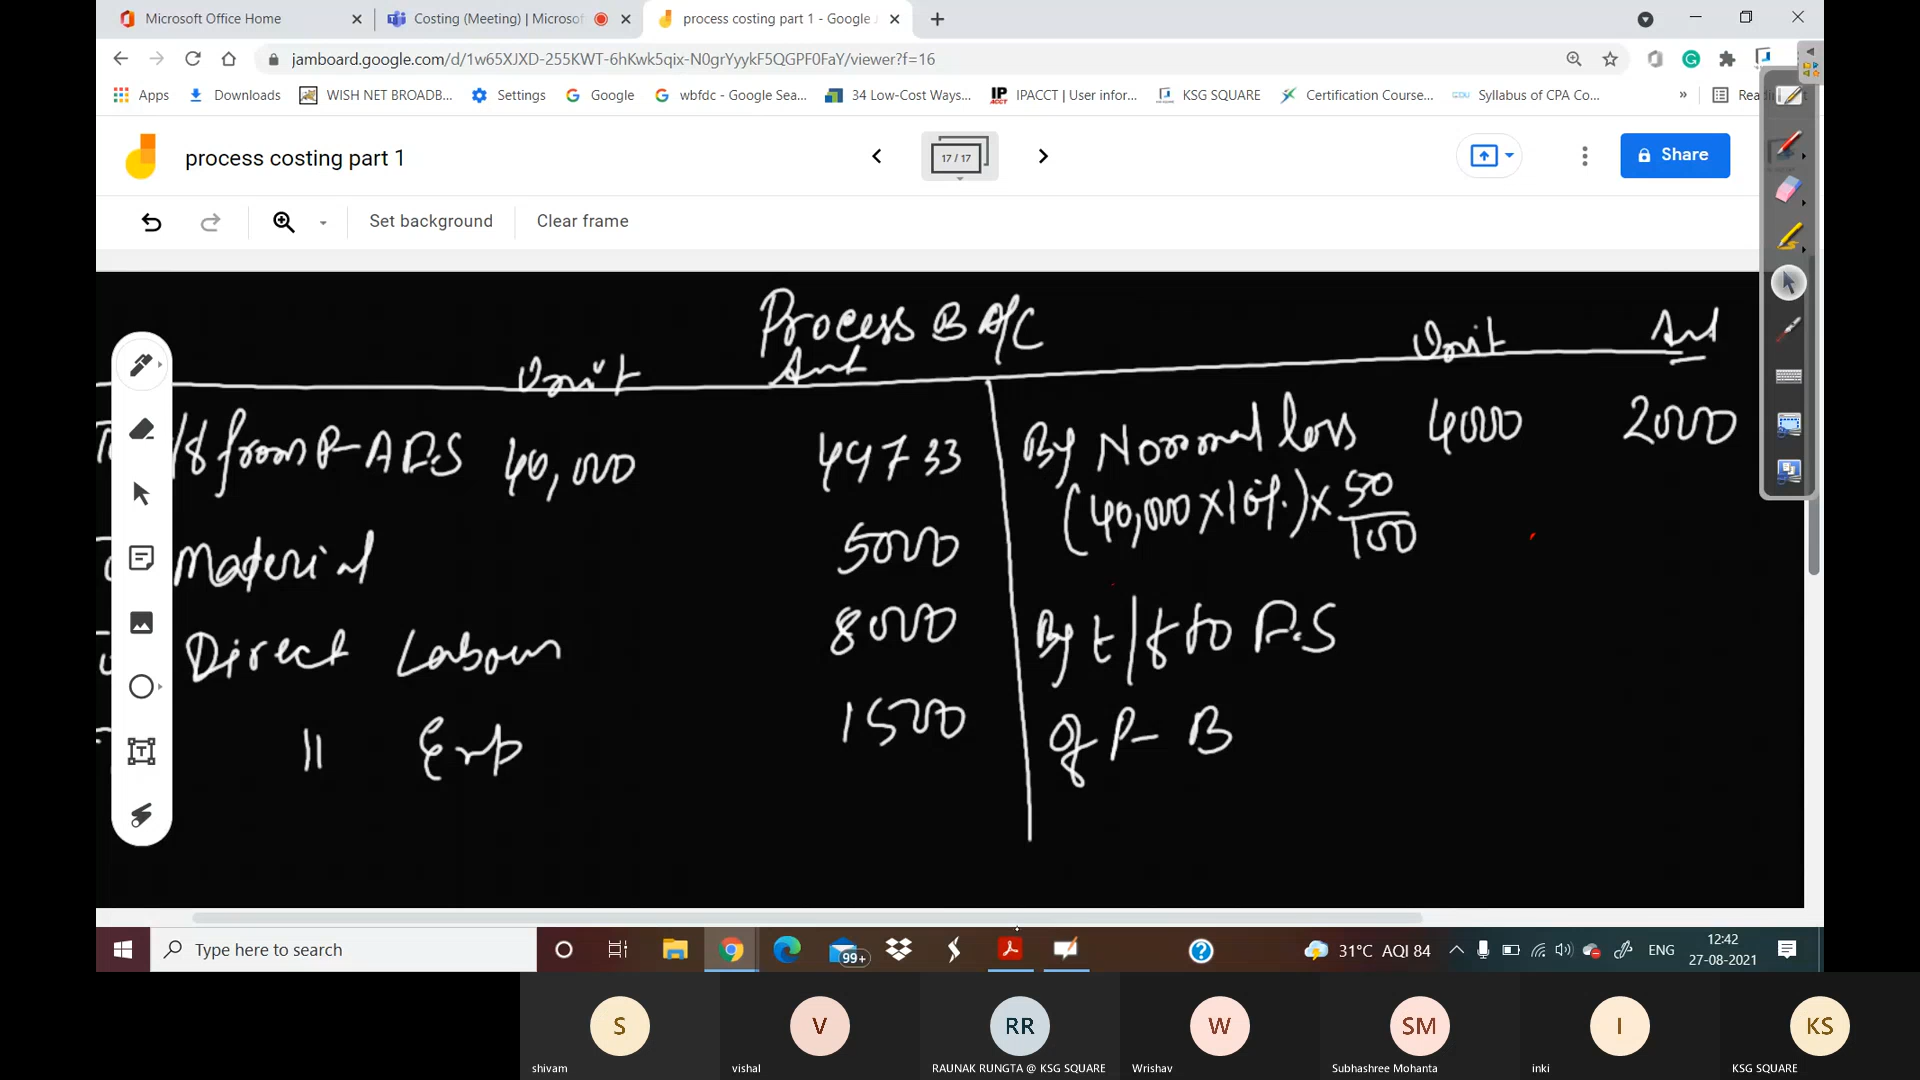 Microsoft Office Home
Costing (Meeting) | Microsof
process costing part 1 - Google J
jamboard.google.com/d/1w65XJXD-255KWT-6hKwk5qix-N0grYyykF5QGPF0FaY/viewer?f=16
Apps
Downloads
WISH NET BROADB...
Settings
Google
wbfdc - Google Sea...
34 Low-Cost Ways...
IPACCT | User infor...
KSG SQUARE
Certification Course...
Syllabus of CPA Co...
»
process costing part 1
17 / 17
Share
Set background
Clear frame
Process B A/C
Unit Amt Unit Amt
t/f from P-A A.S 40,000 44733 By Normal loss 4000 2000
(40,000 x 10%) x 50/100
Material 5000
Direct Labour 8000 By t/f to A.S
" Exp 1500 of P- B
Type here to search
99+
31°C AQI 84
ENG
12:42
27-08-2021
S
V
RR
W
SM
I
KS
shivam
vishal
RAUNAK RUNGTA @ KSG SQUARE
Wrishav
Subhashree Mohanta
inki
KSG SQUARE